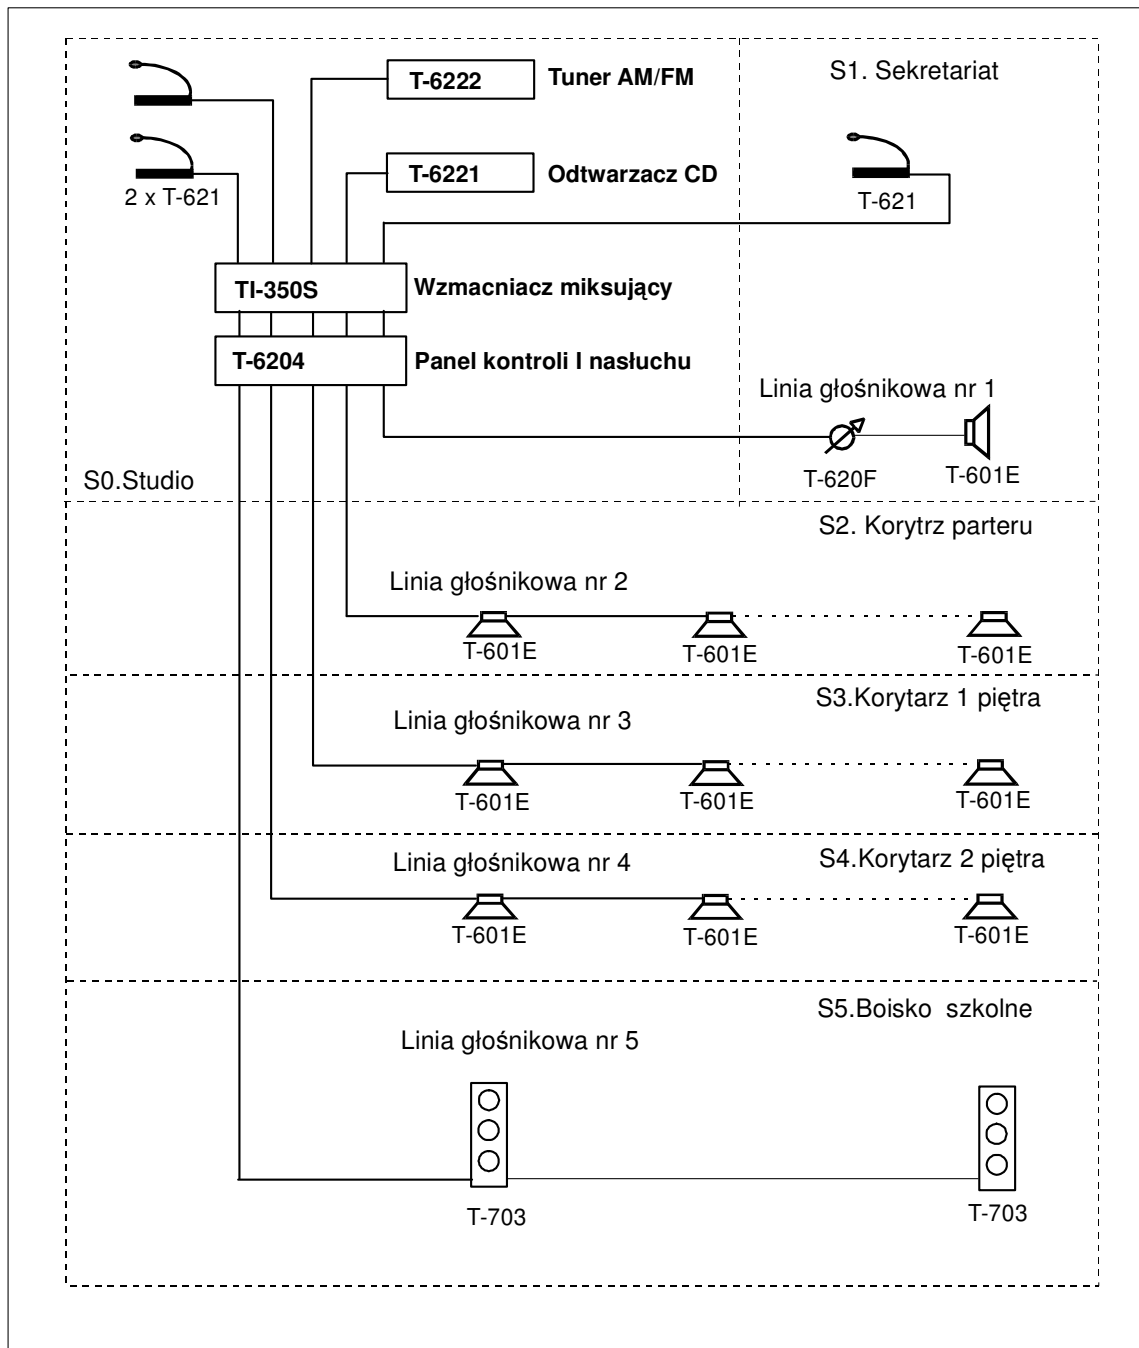 T-6222 Tuner AM/FM
S1. Sekretariat
T-6221 Odtwarzacz CD
2 x T-621
T-621
TI-350S Wzmacniacz miksujący
T-6204 Panel kontroli I nasłuchu
Linia głośnikowa nr 1
T-620F T-601E
S0.Studio
S2. Korytrz parteru
Linia głośnikowa nr 2
T-601E T-601E T-601E
S3.Korytarz 1 piętra
Linia głośnikowa nr 3
T-601E T-601E T-601E
S4.Korytarz 2 piętra
Linia głośnikowa nr 4
T-601E T-601E T-601E
S5.Boisko szkolne
Linia głośnikowa nr 5
T-703 T-703